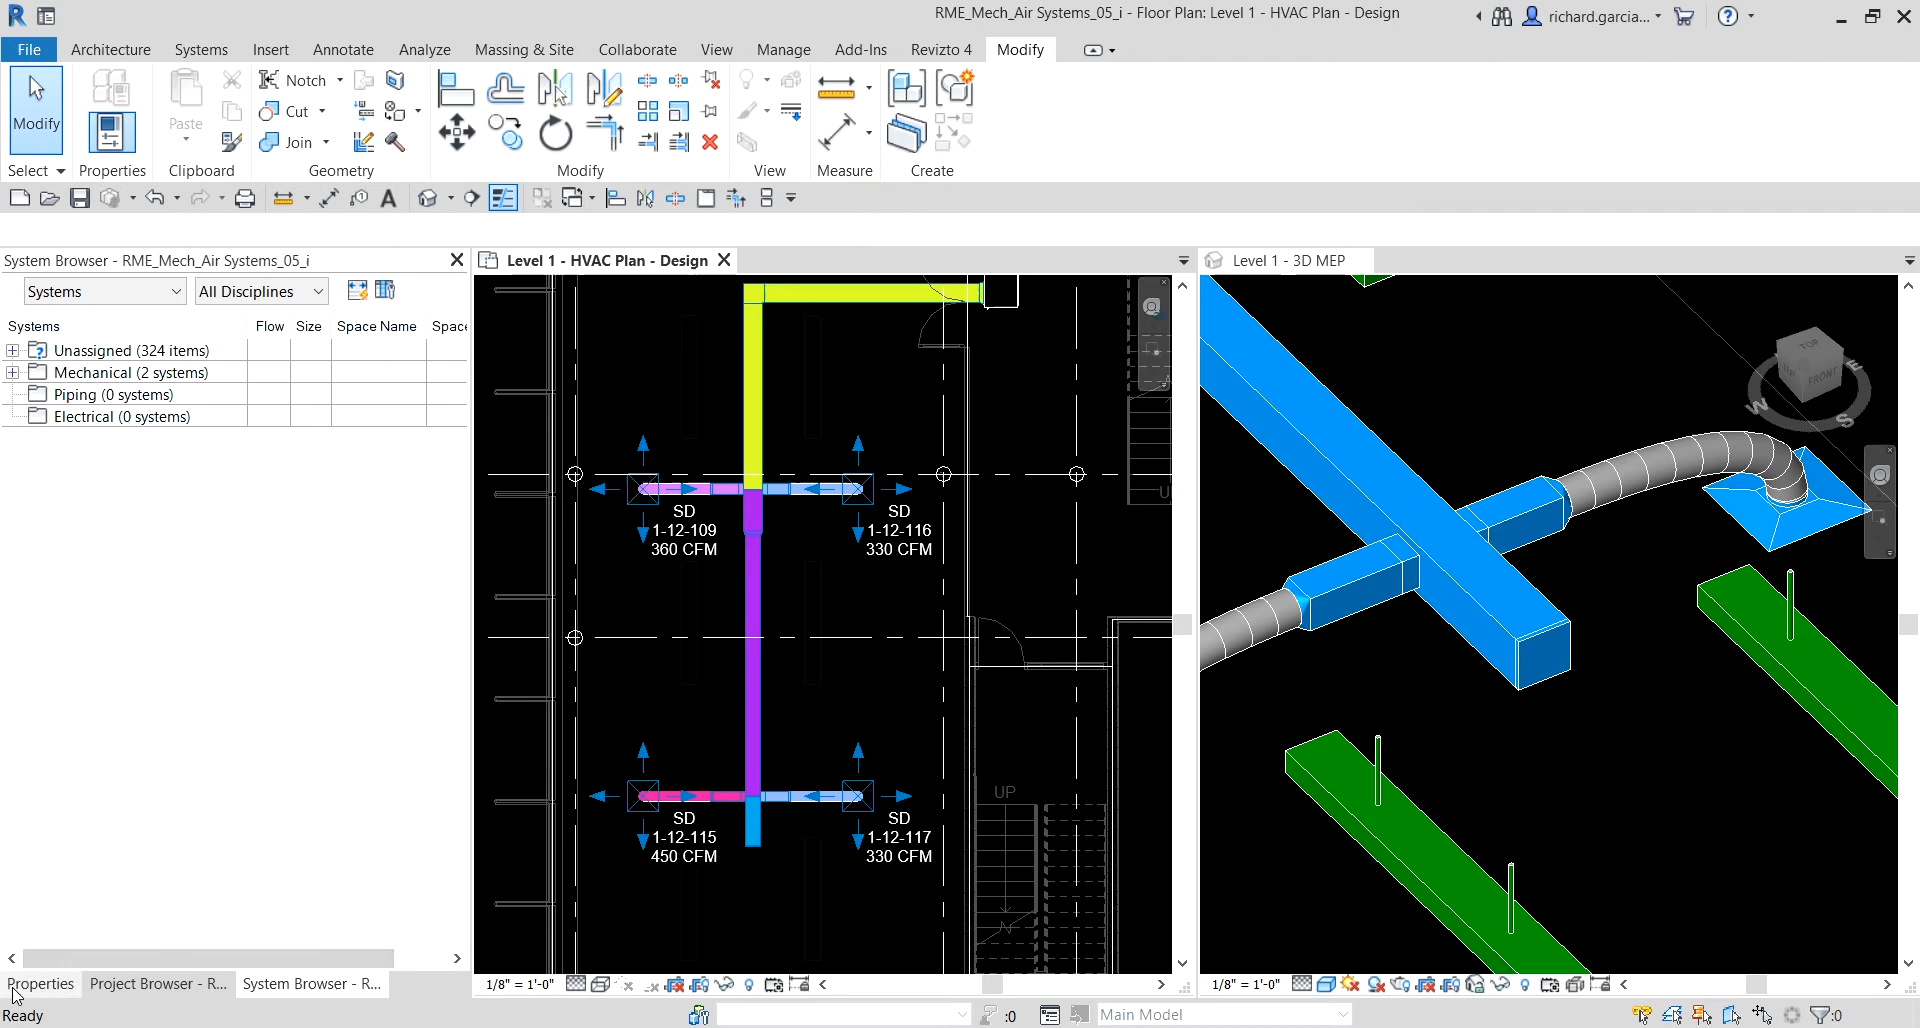 RME_Mech_Air Systems_05_i - Floor Plan: Level 1 - HVAC Plan - Design
richard.garcia...
File Architecture Systems Insert Annotate Analyze Massing & Site Collaborate View Manage Add-Ins Revizto 4 Modify
Modify
Paste
Notch
Cut
Join
Select Properties Clipboard Geometry Modify View Measure Create
System Browser - RME_Mech_Air Systems_05_i
Systems All Disciplines
Systems Flow Size Space Name Space
Unassigned (324 items)
Mechanical (2 systems)
Piping (0 systems)
Electrical (0 systems)
Level 1 - HVAC Plan - Design
SD
1-12-109
360 CFM
SD
1-12-116
330 CFM
U
SD
1-12-115
450 CFM
SD
1-12-117
330 CFM
UP
N
Level 1 - 3D MEP
TOP
FRONT
W
S
E
Properties Project Browser - R... System Browser - R...
1/8" = 1'-0"
1/8" = 1'-0"
Ready
:0
Main Model
:0